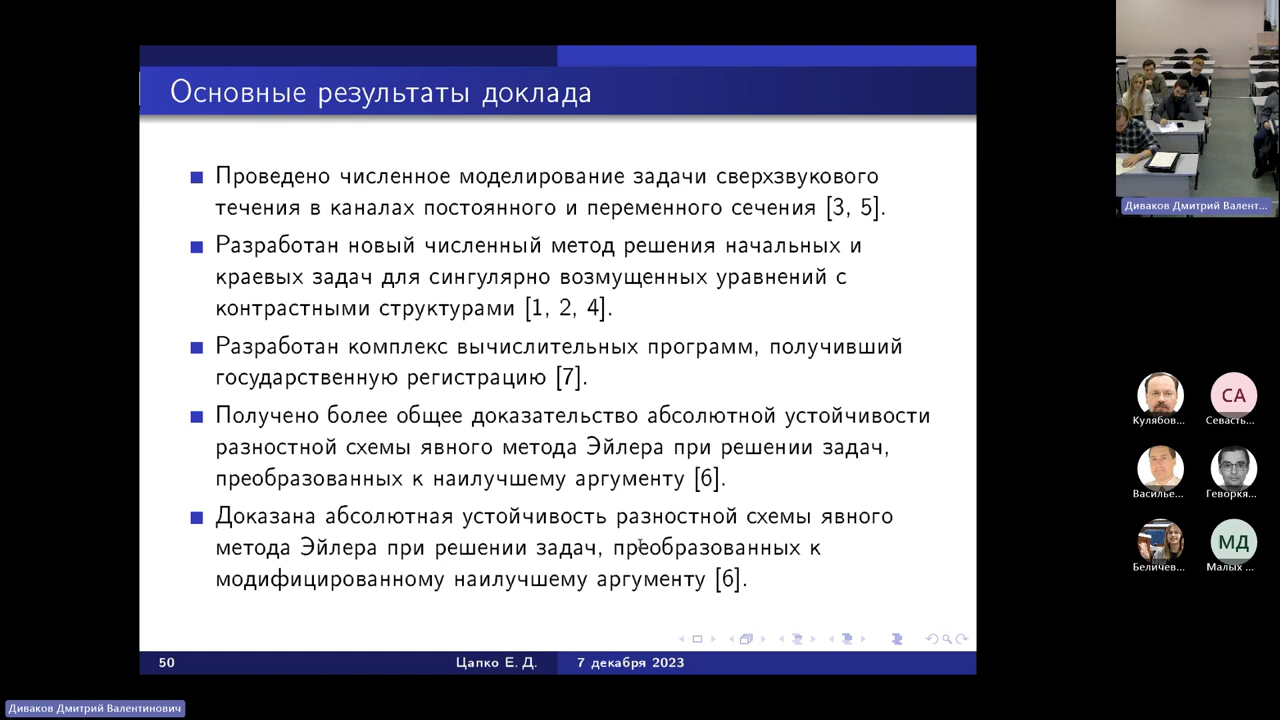 Основные результаты доклада
Проведено численное моделирование задачи сверхзвукового
течения в каналах постоянного и переменного сечения [3, 5].
Разработан новый численный метод решения начальных и
краевых задач для сингулярно возмущенных уравнений с
контрастными структурами [1, 2, 4].
Разработан комплекс вычислительных программ, получивший
государственную регистрацию [7].
Получено более общее доказательство абсолютной устойчивости
разностной схемы явного метода Эйлера при решении задач,
преобразованных к наилучшему аргументу [6].
Доказана абсолютная устойчивость разностной схемы явного
метода Эйлера при решении задач, преобразованных к
модифицированному наилучшему аргументу [6].
50
Цапко Е. Д.
7 декабря 2023
Диваков Дмитрий Валент...
СА
Кулябов...
Севасть...
Василье...
Геворкя...
МД
Беличев...
Малых ...
Диваков Дмитрий Валентинович